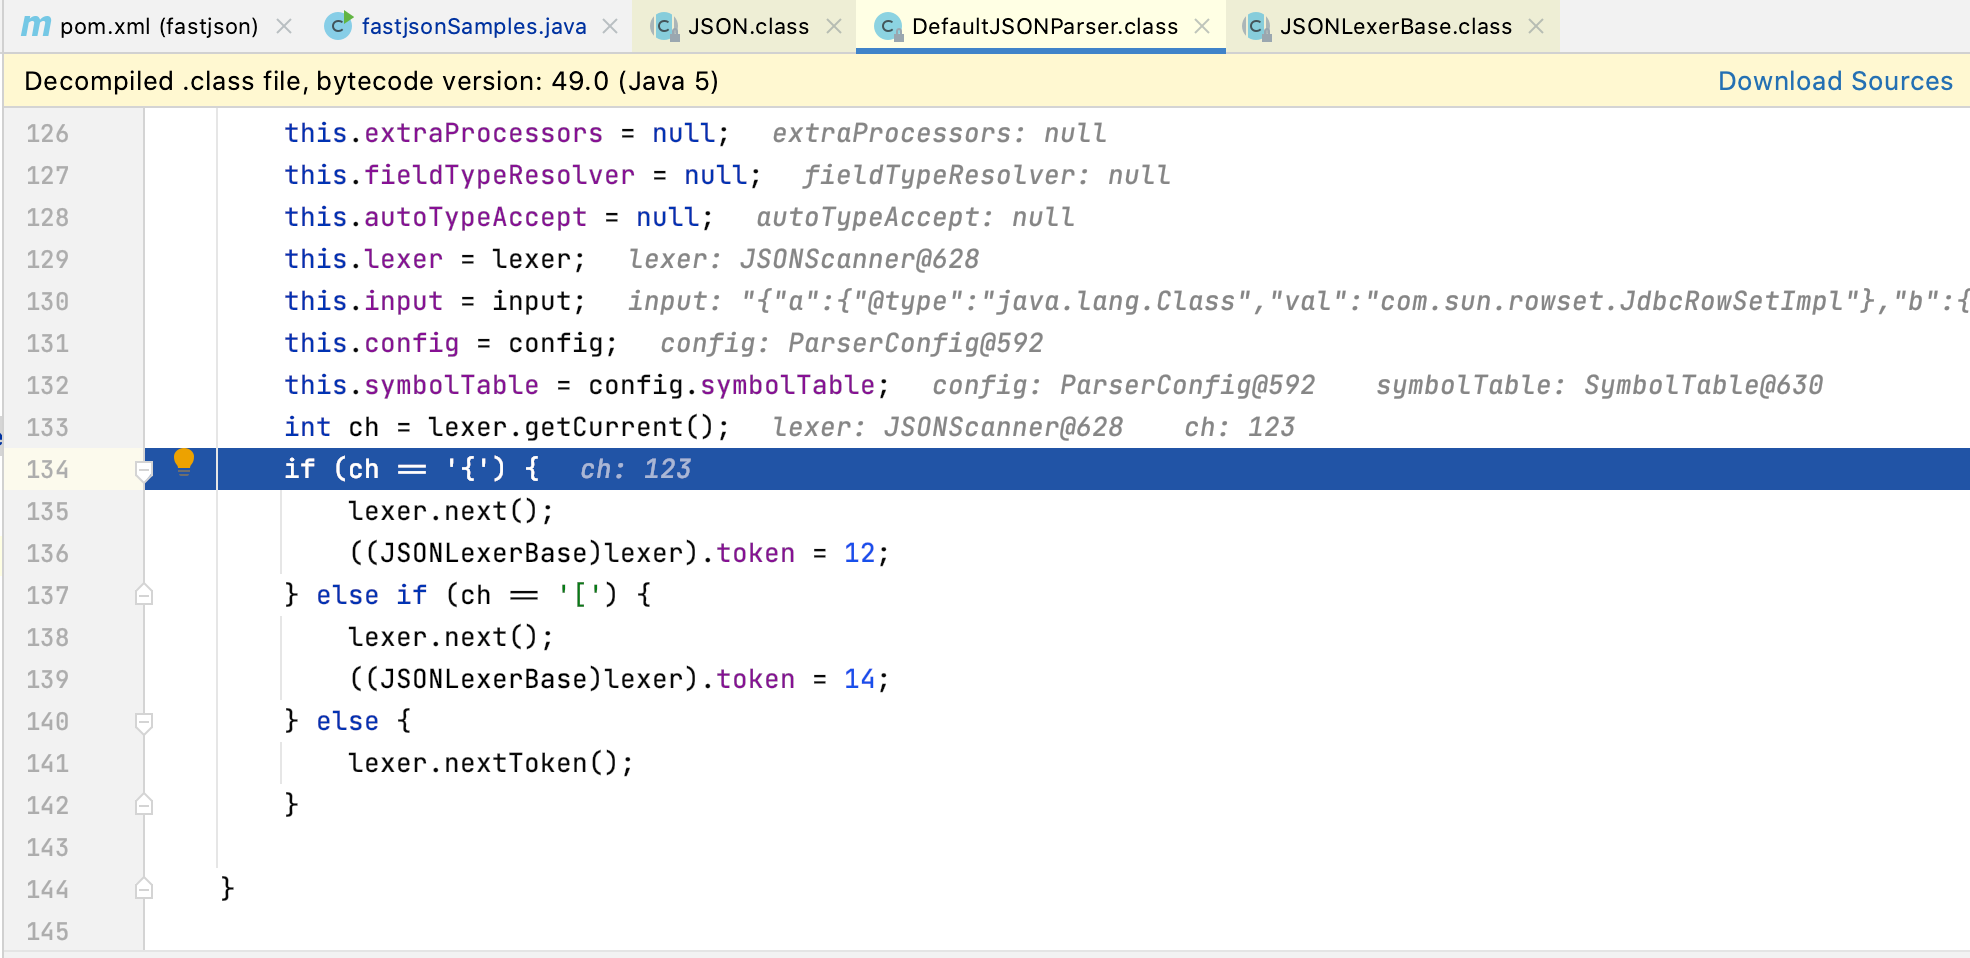 pom.xml (fastjson) fastjsonSamples.java JSON.class DefaultJSONParser.class JSONLexerBase.class
Decompiled .class file, bytecode version: 49.0 (Java 5) Download Sources
126 this.extraProcessors = null; extraProcessors: null
127 this.fieldTypeResolver = null; fieldTypeResolver: null
128 this.autoTypeAccept = null; autoTypeAccept: null
129 this.lexer = lexer; lexer: JSONScanner@628
130 this.input = input; input: "{"a":{"@type":"java.lang.Class","val":"com.sun.rowset.JdbcRowSetImpl"},"b":{
131 this.config = config; config: ParserConfig@592
132 this.symbolTable = config.symbolTable; config: ParserConfig@592 symbolTable: SymbolTable@630
133 int ch = lexer.getCurrent(); lexer: JSONScanner@628 ch: 123
134 if (ch == '{') { ch: 123
135 lexer.next();
136 ((JSONLexerBase)lexer).token = 12;
137 } else if (ch == '[') {
138 lexer.next();
139 ((JSONLexerBase)lexer).token = 14;
140 } else {
141 lexer.nextToken();
142 }
143
144 }
145